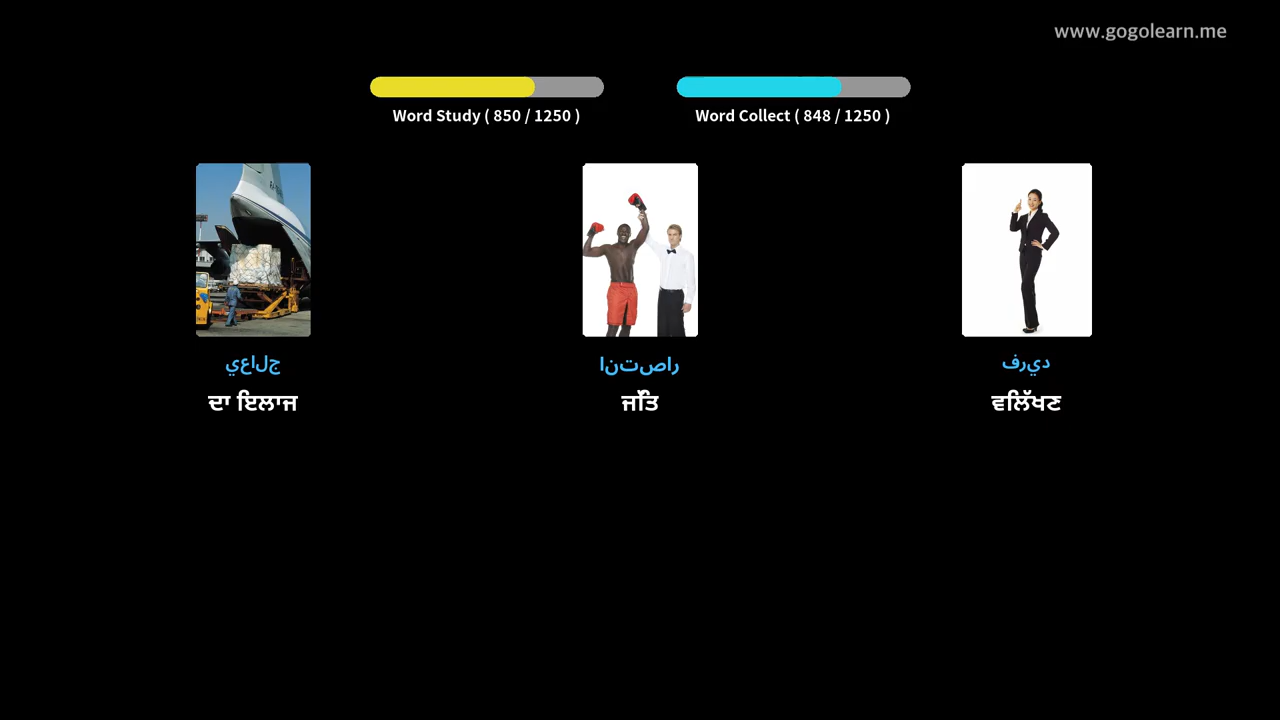 www.gogolearn.me
Word Study ( 850 / 1250 )
Word Collect ( 848 / 1250 )
يعالج
انتصار
فريد
ਦਾ ਇਲਾਜ
ਜਿੱਤ
ਵਿਲੱਖਣ